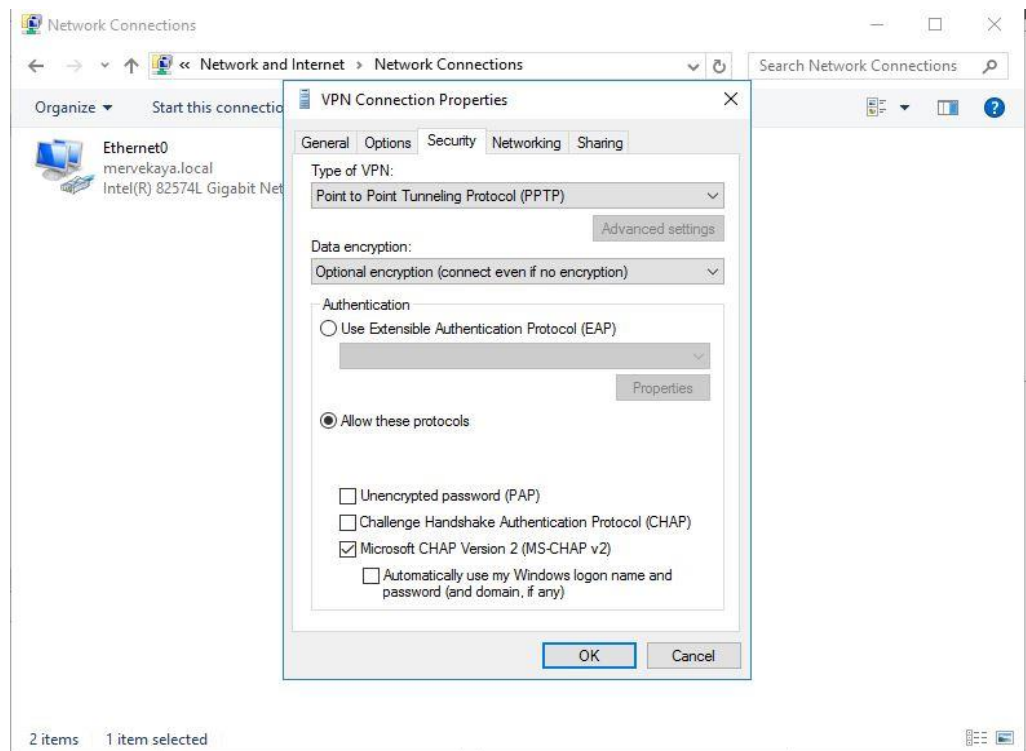 Network Connections
« Network and Internet › Network Connections
Search Network Connections
Organize
Start this connectio
Ethernet0
mervekaya.local
Intel(R) 82574L Gigabit Net
VPN Connection Properties
General Options Security Networking Sharing
Type of VPN:
Point to Point Tunneling Protocol (PPTP)
Advanced settings
Data encryption:
Optional encryption (connect even if no encryption)
Authentication
Use Extensible Authentication Protocol (EAP)
Properties
Allow these protocols
Unencrypted password (PAP)
Challenge Handshake Authentication Protocol (CHAP)
Microsoft CHAP Version 2 (MS-CHAP v2)
Automatically use my Windows logon name and
password (and domain, if any)
OK Cancel
2 items 1 item selected